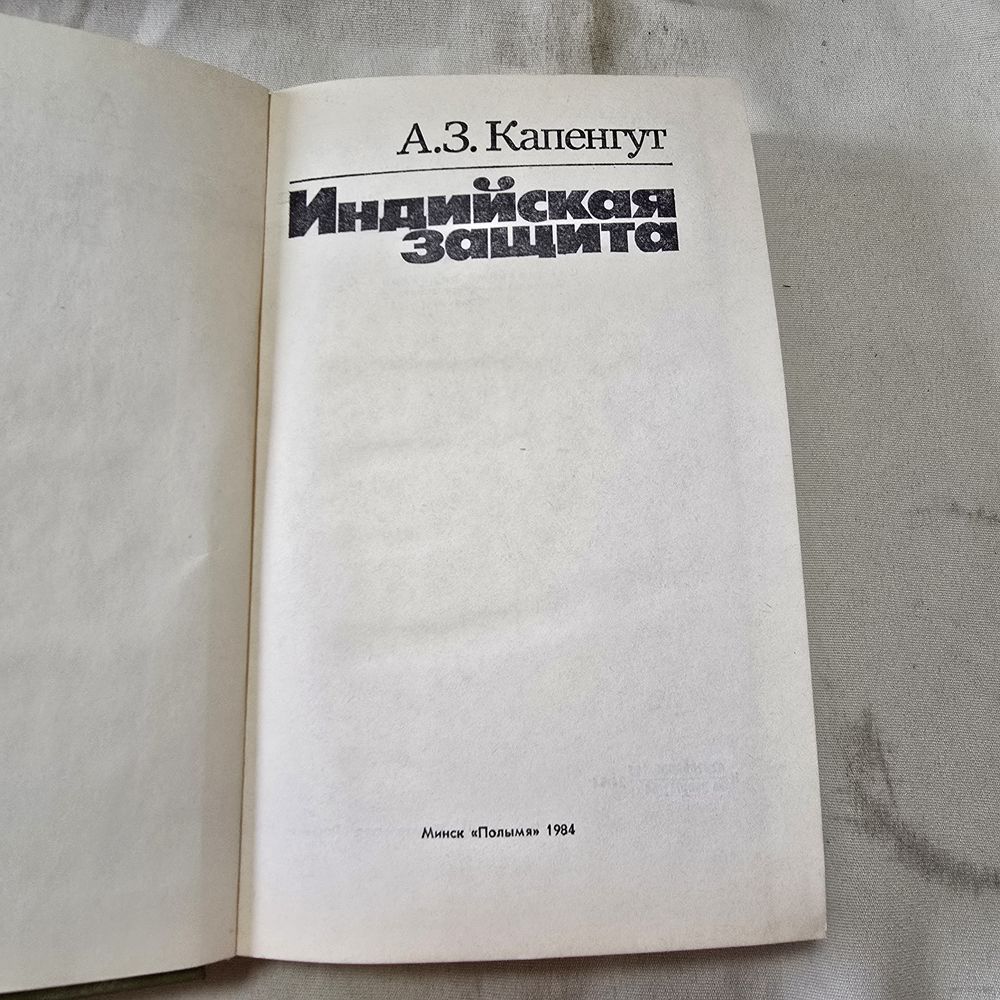 А.З. Капенгут
Индийская
защита
Минск «Полымя» 1984